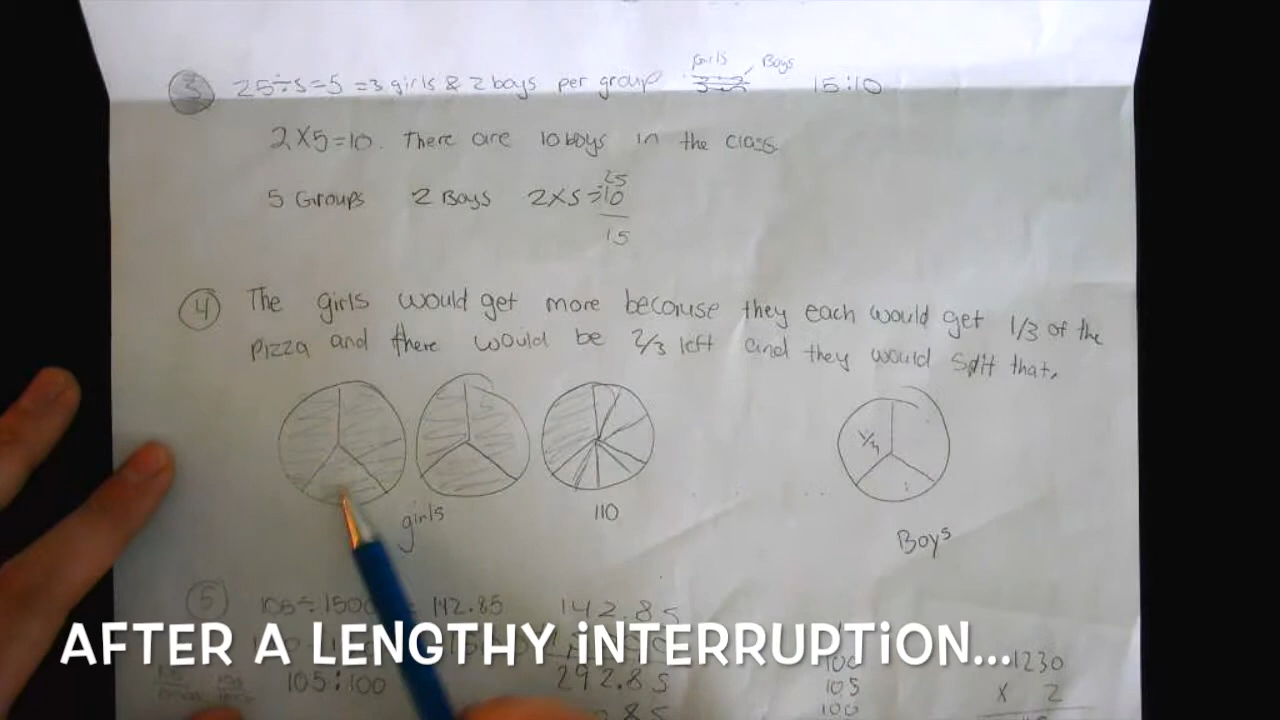 Girls Boys
3 25÷5=5 =3 girls & 2 boys per group 15:10
2X5=10. There are 10 boys in the class.
25
5 Groups 2 Boys 2X5=10
15
4 The girls would get more because they each would get 1/3 of the
pizza and there would be 2/3 left and they would split that.
1/3
girls 110 Boys
5 105÷1500 = 142.85 142.85
AFTER A LENGTHY INTERRUPTION...
100 1230
105:100 292.85 105 X 2
100